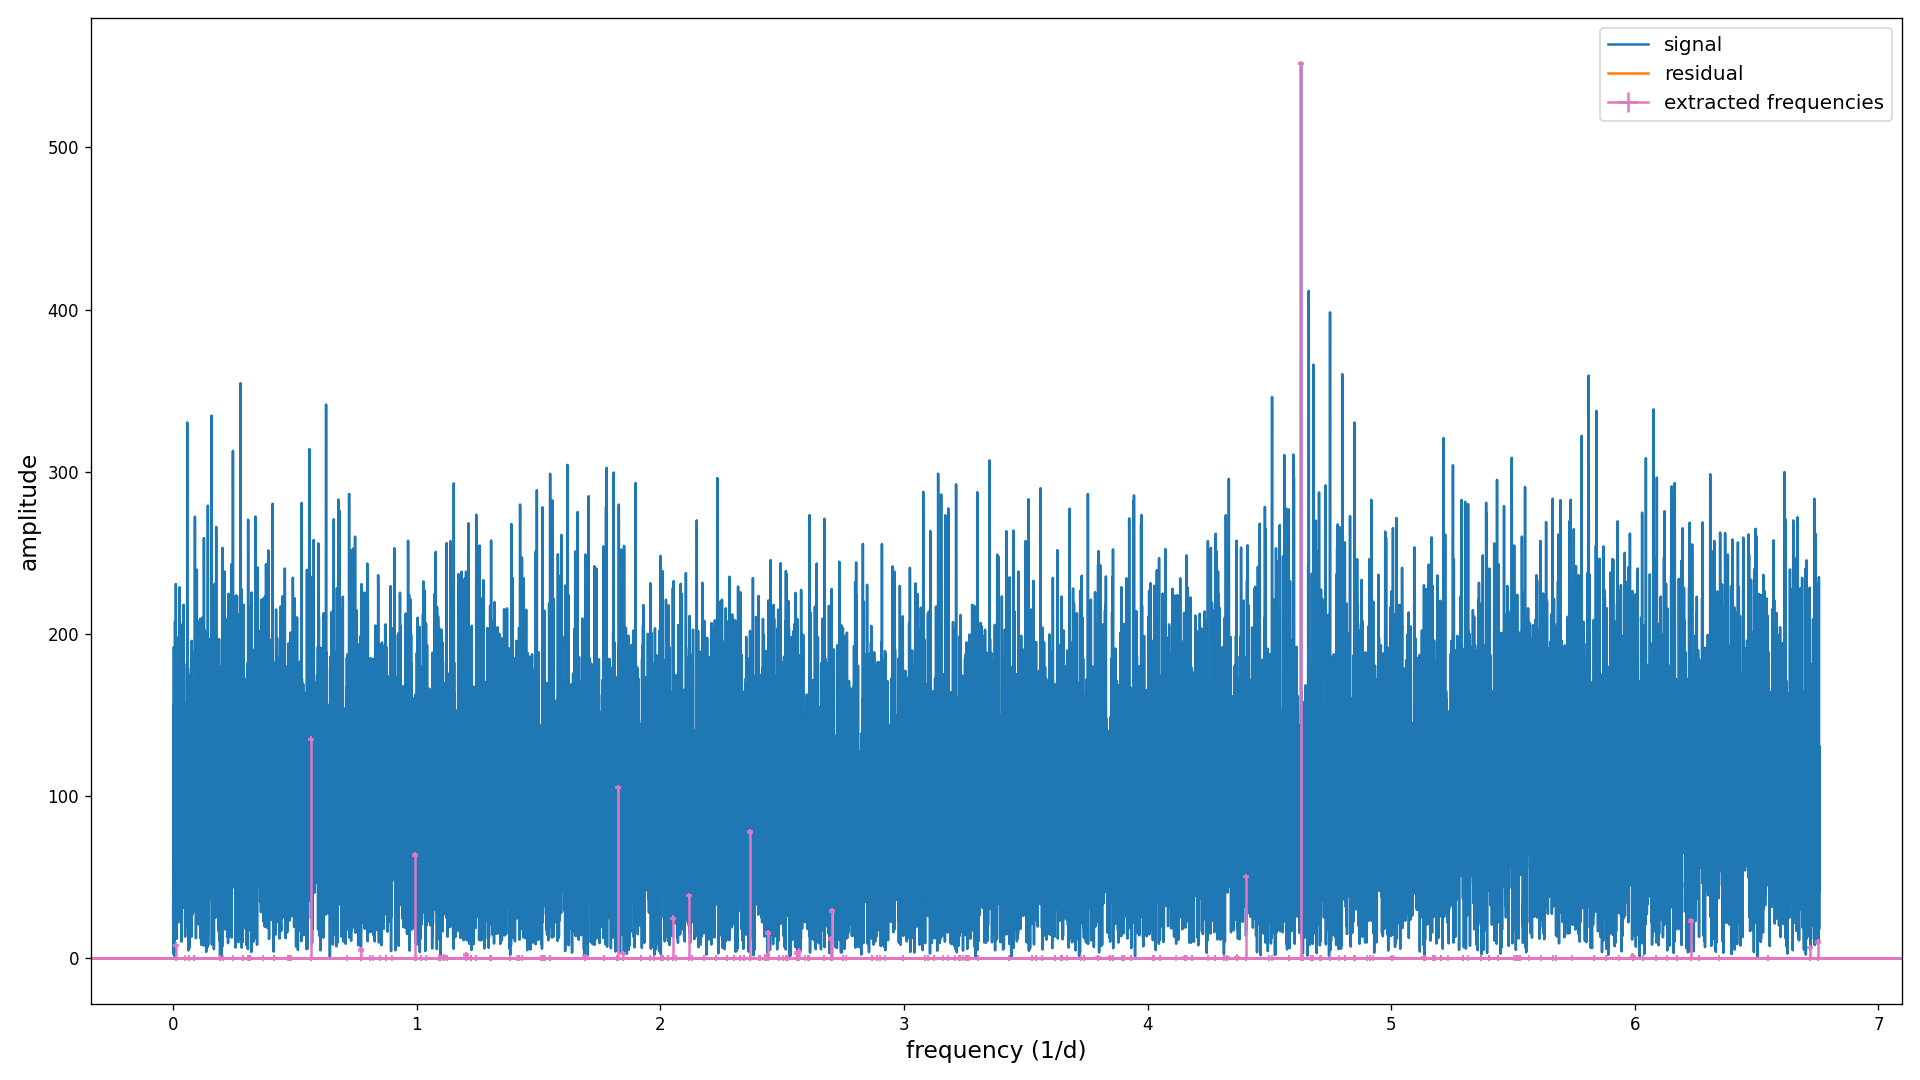 signal
residual
extracted frequencies
amplitude
500
400
300
200
100
0
0 1 2 3 4 5 6 7
frequency (1/d)